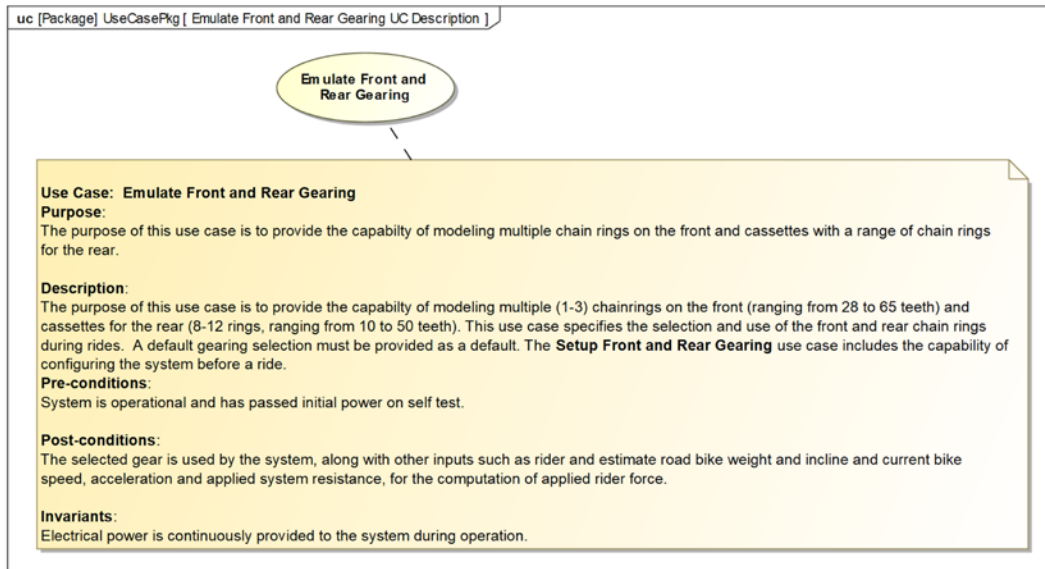 uc [Package] UseCasePkg [ Emulate Front and Rear Gearing UC Description ]
Emulate Front and
Rear Gearing
Use Case:  Emulate Front and Rear Gearing
Purpose:
The purpose of this use case is to provide the capabilty of modeling multiple chain rings on the front and cassettes with a range of chain rings
for the rear.
Description:
The purpose of this use case is to provide the capabilty of modeling multiple (1-3) chainrings on the front (ranging from 28 to 65 teeth) and
cassettes for the rear (8-12 rings, ranging from 10 to 50 teeth). This use case specifies the selection and use of the front and rear chain rings
during rides.  A default gearing selection must be provided as a default. The Setup Front and Rear Gearing use case includes the capability of
configuring the system before a ride.
Pre-conditions:
System is operational and has passed initial power on self test.
Post-conditions:
The selected gear is used by the system, along with other inputs such as rider and estimate road bike weight and incline and current bike
speed, acceleration and applied system resistance, for the computation of applied rider force.
Invariants:
Electrical power is continuously provided to the system during operation.